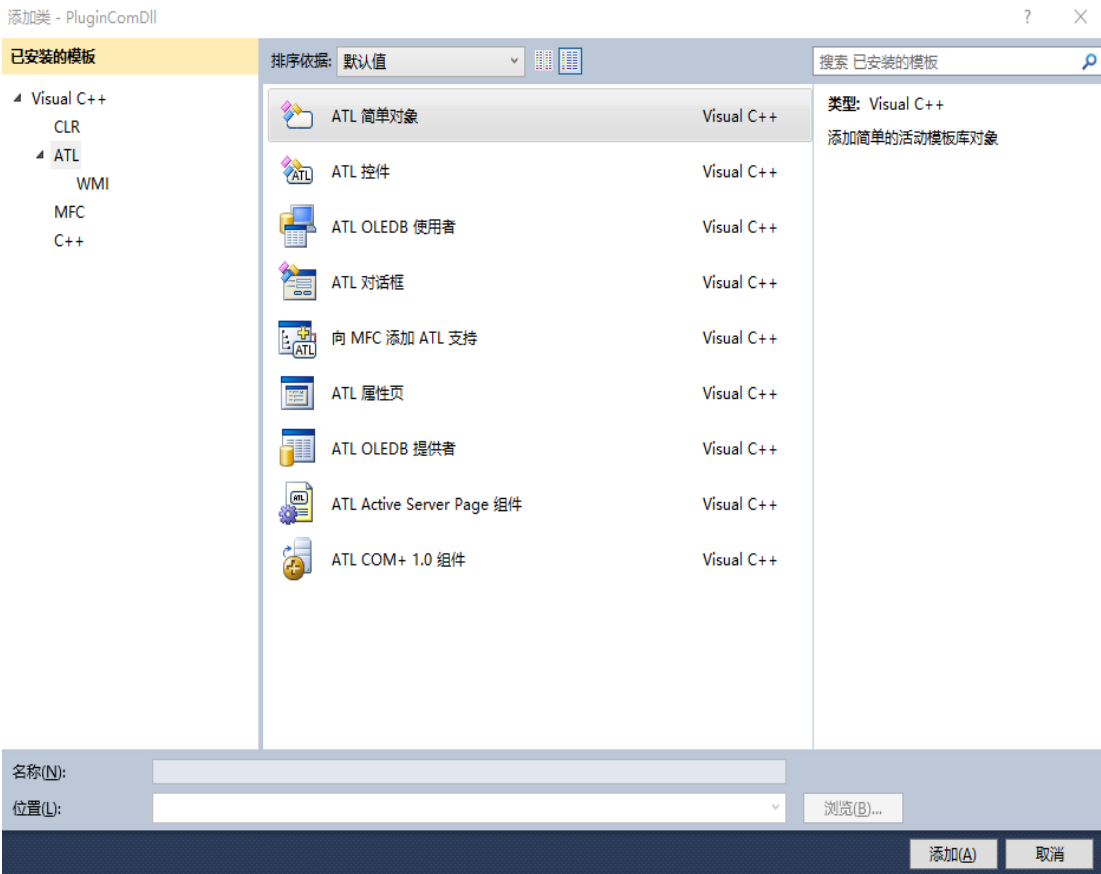 添加类 - PluginComDll
?
已安装的模板
排序依据: 默认值
搜索 已安装的模板
Visual C++
CLR
ATL
WMI
MFC
C++
ATL 简单对象 Visual C++
ATL 控件 Visual C++
ATL OLEDB 使用者 Visual C++
ATL 对话框 Visual C++
向 MFC 添加 ATL 支持 Visual C++
ATL 属性页 Visual C++
ATL OLEDB 提供者 Visual C++
ATL Active Server Page 组件 Visual C++
ATL COM+ 1.0 组件 Visual C++
类型: Visual C++
添加简单的活动模板库对象
名称(N):
位置(L):
浏览(B)...
添加(A)
取消